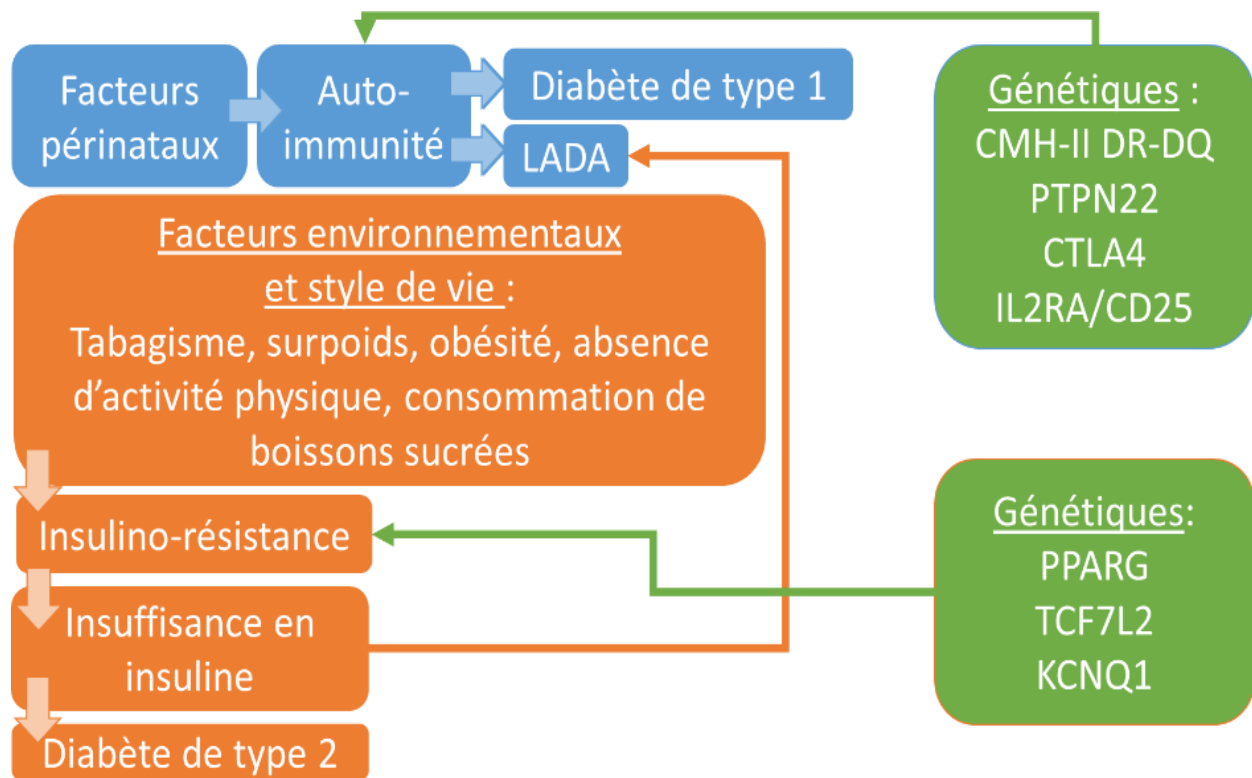 Facteurs
périnataux
Auto-
immunité
Diabète de type 1
LADA
Génétiques :
CMH-II DR-DQ
PTPN22
CTLA4
IL2RA/CD25
Facteurs environnementaux
et style de vie :
Tabagisme, surpoids, obésité, absence
d’activité physique, consommation de
boissons sucrées
Insulino-résistance
Insuffisance en
insuline
Diabète de type 2
Génétiques:
PPARG
TCF7L2
KCNQ1